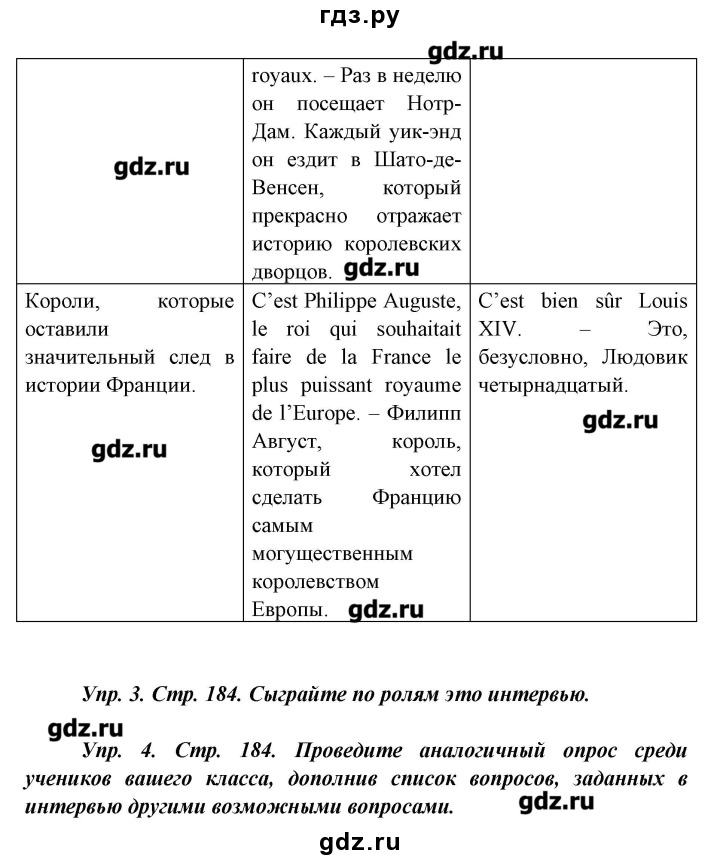 гдз.ру
gdz.ru
royaux. – Раз в неделю
он посещает Нотр-
Дам. Каждый уик-энд
он ездит в Шато-де-
Венсен, который
прекрасно отражает
историю королевских
дворцов.
gdz.ru
gdz.ru
Короли, которые
оставили
значительный след в
истории Франции.
gdz.ru
C’est Philippe Auguste,
le roi qui souhaitait
faire de la France le
plus puissant royaume
de l’Europe. – Филипп
Август, король,
который хотел
сделать Францию
самым
могущественным
королевством
Европы.
gdz.ru
C’est bien sûr Louis
XIV. – Это,
безусловно, Людовик
четырнадцатый.
gdz.ru
Упр. 3. Стр. 184. Сыграйте по ролям это интервью.
gdz.ru
Упр. 4. Стр. 184. Проведите аналогичный опрос среди
учеников вашего класса, дополнив список вопросов, заданных в
интервью другими возможными вопросами.
gdz.ru
gdz.ru